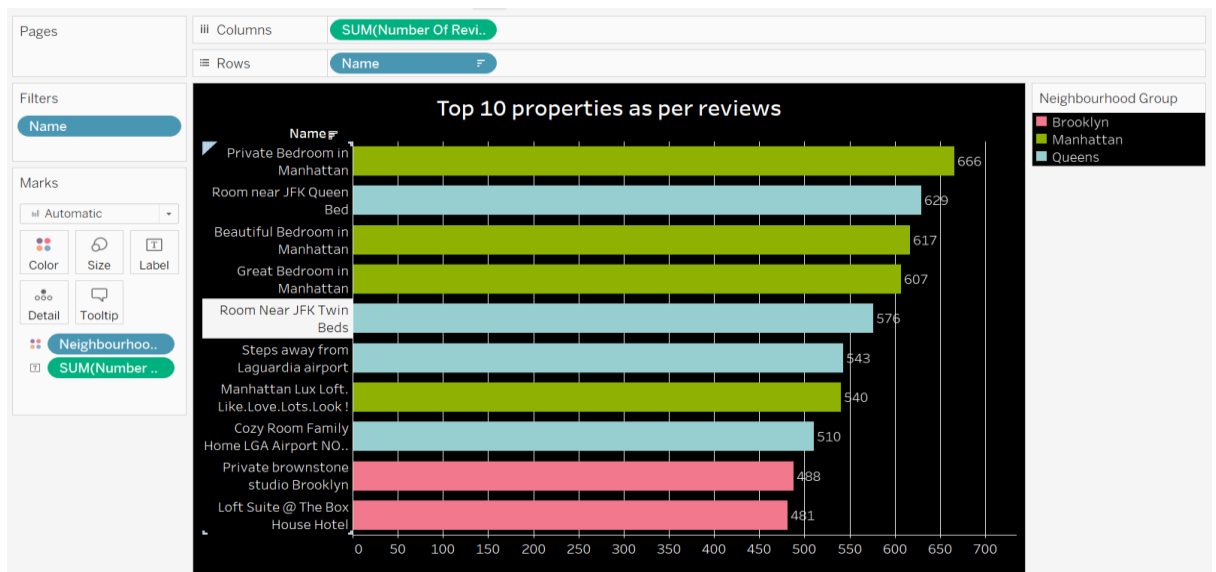 Pages
Columns
SUM(Number Of Revi..
Rows
Name
Filters
Name
Marks
Automatic
Color
Size
Label
Detail
Tooltip
Neighbourhoo..
SUM(Number ..
Top 10 properties as per reviews
Name
Private Bedroom in
Manhattan
666
Room near JFK Queen
Bed
629
Beautiful Bedroom in
Manhattan
617
Great Bedroom in
Manhattan
607
Room Near JFK Twin
Beds
576
Steps away from
Laguardia airport
543
Manhattan Lux Loft.
Like.Love.Lots.Look !
540
Cozy Room Family
Home LGA Airport NO..
510
Private brownstone
studio Brooklyn
488
Loft Suite @ The Box
House Hotel
481
0 50 100 150 200 250 300 350 400 450 500 550 600 650 700
Neighbourhood Group
Brooklyn
Manhattan
Queens